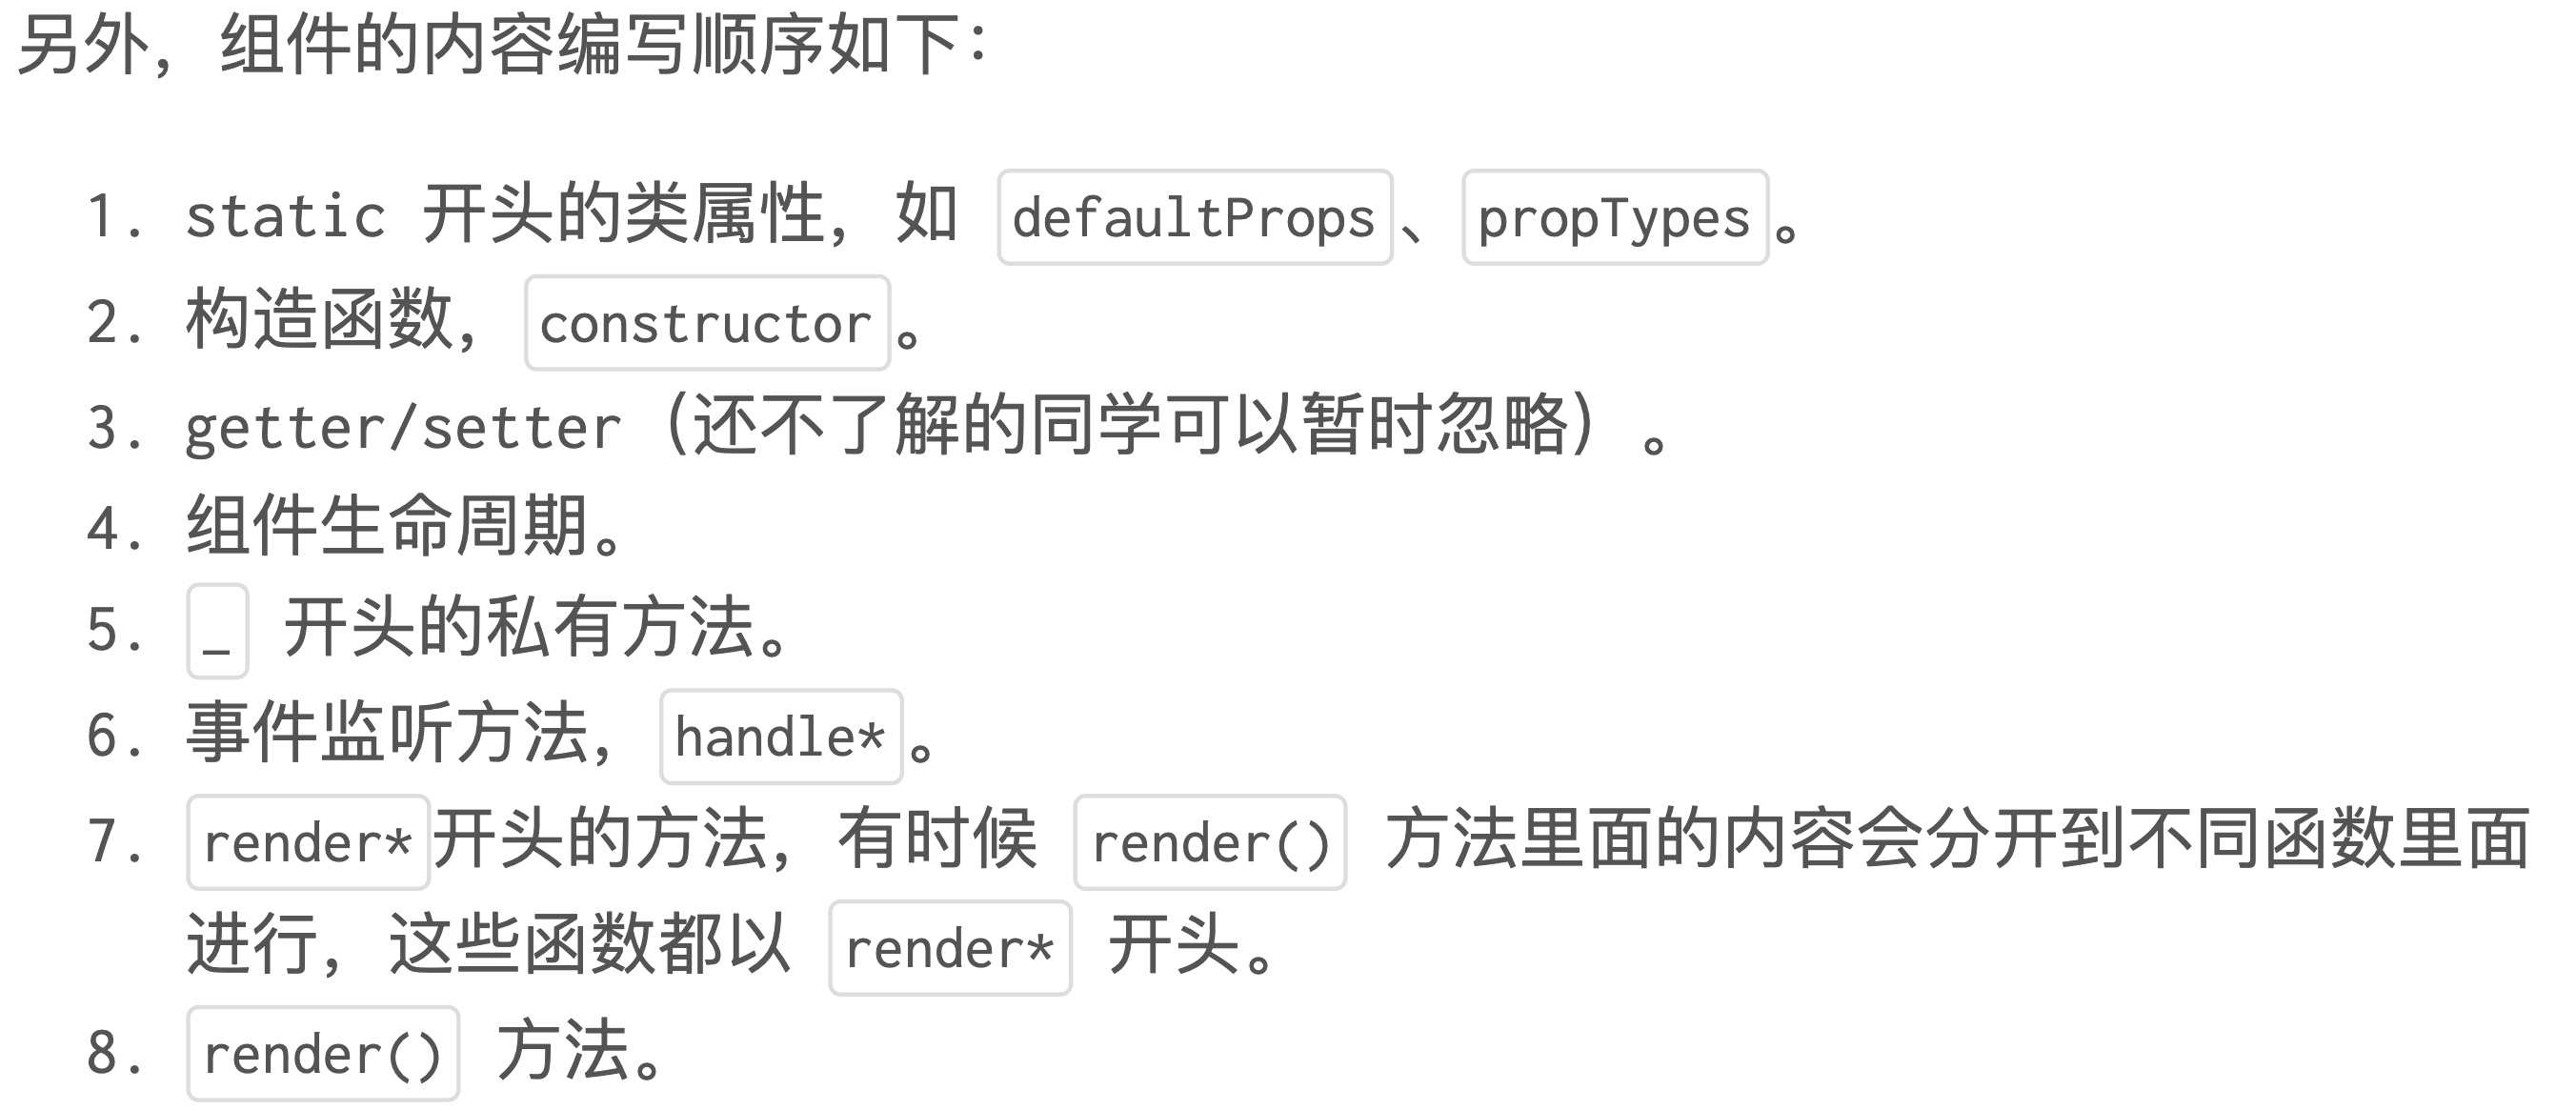 另外，组件的内容编写顺序如下：
1. static 开头的类属性，如 defaultProps、propTypes。
2. 构造函数，constructor。
3. getter/setter（还不了解的同学可以暂时忽略）。
4. 组件生命周期。
5. _ 开头的私有方法。
6. 事件监听方法，handle*。
7. render*开头的方法，有时候 render() 方法里面的内容会分开到不同函数里面
进行，这些函数都以 render* 开头。
8. render() 方法。